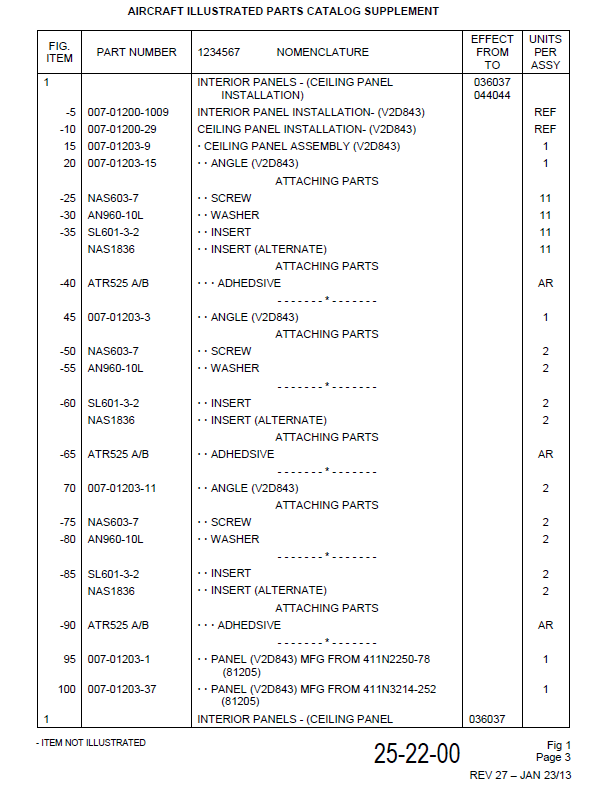 AIRCRAFT ILLUSTRATED PARTS CATALOG SUPPLEMENT
FIG. ITEM PART NUMBER 1234567 NOMENCLATURE EFFECT FROM TO UNITS PER ASSY
1 INTERIOR PANELS - (CEILING PANEL 036037
INSTALLATION) 044044
-5 007-01200-1009 INTERIOR PANEL INSTALLATION- (V2D843) REF
-10 007-01200-29 CEILING PANEL INSTALLATION- (V2D843) REF
15 007-01203-9 · CEILING PANEL ASSEMBLY (V2D843) 1
20 007-01203-15 · · ANGLE (V2D843) 1
ATTACHING PARTS
-25 NAS603-7 · · SCREW 11
-30 AN960-10L · · WASHER 11
-35 SL601-3-2 · · INSERT 11
NAS1836 · · INSERT (ALTERNATE) 11
ATTACHING PARTS
-40 ATR525 A/B · · · ADHEDSIVE AR
- - - - - - - * - - - - - - -
45 007-01203-3 · · ANGLE (V2D843) 1
ATTACHING PARTS
-50 NAS603-7 · · SCREW 2
-55 AN960-10L · · WASHER 2
- - - - - - - * - - - - - - -
-60 SL601-3-2 · · INSERT 2
NAS1836 · · INSERT (ALTERNATE) 2
ATTACHING PARTS
-65 ATR525 A/B · · ADHEDSIVE AR
- - - - - - - * - - - - - - -
70 007-01203-11 · · ANGLE (V2D843) 2
ATTACHING PARTS
-75 NAS603-7 · · SCREW 2
-80 AN960-10L · · WASHER 2
- - - - - - - * - - - - - - -
-85 SL601-3-2 · · INSERT 2
NAS1836 · · INSERT (ALTERNATE) 2
ATTACHING PARTS
-90 ATR525 A/B · · · ADHEDSIVE AR
- - - - - - - * - - - - - - -
95 007-01203-1 · · PANEL (V2D843) MFG FROM 411N2250-78 1
(81205)
100 007-01203-37 · · PANEL (V2D843) MFG FROM 411N3214-252 1
(81205)
1 INTERIOR PANELS - (CEILING PANEL 036037
- ITEM NOT ILLUSTRATED
25-22-00
Fig 1
Page 3
REV 27 – JAN 23/13